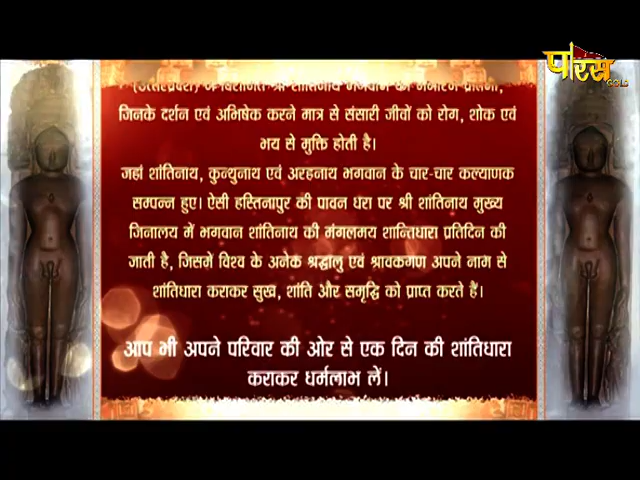 पारस
GOLD
श्री शांतिनाथ भगवान की
जिनके दर्शन एवं अभिषेक करने मात्र से संसारी जीवों को रोग, शोक एवं
भय से मुक्ति होती है।
जहां शांतिनाथ, कुन्थुनाथ एवं अरहनाथ भगवान के चार-चार कल्याणक
सम्पन्न हुए। ऐसी हस्तिनापुर की पावन धरा पर श्री शांतिनाथ मुख्य
जिनालय में भगवान शांतिनाथ की मंगलमय शान्तिधारा प्रतिदिन की
जाती है, जिसमें विश्व के अनेक श्रद्धालु एवं श्रावकगण अपने नाम से
शांतिधारा कराकर सुख, शांति और समृद्धि को प्राप्त करते हैं।
आप भी अपने परिवार की ओर से एक दिन की शांतिधारा
कराकर धर्मलाभ लें।